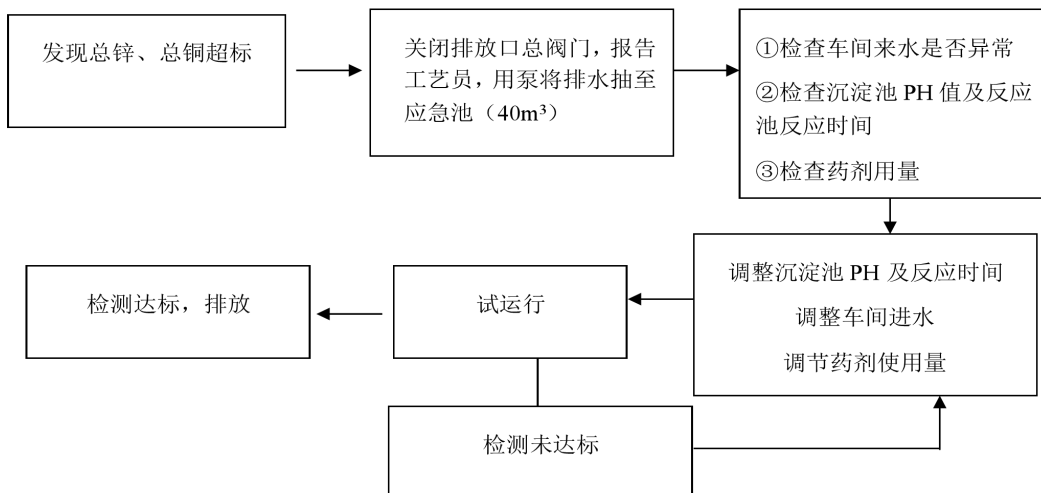 发现总锌、总铜超标
关闭排放口总阀门，报告
工艺员，用泵将排水抽至
应急池（40m³）
①检查车间来水是否异常
②检查沉淀池 PH 值及反应
池反应时间
③检查药剂用量
调整沉淀池 PH 及反应时间
调整车间进水
调节药剂使用量
试运行
检测达标，排放
检测未达标